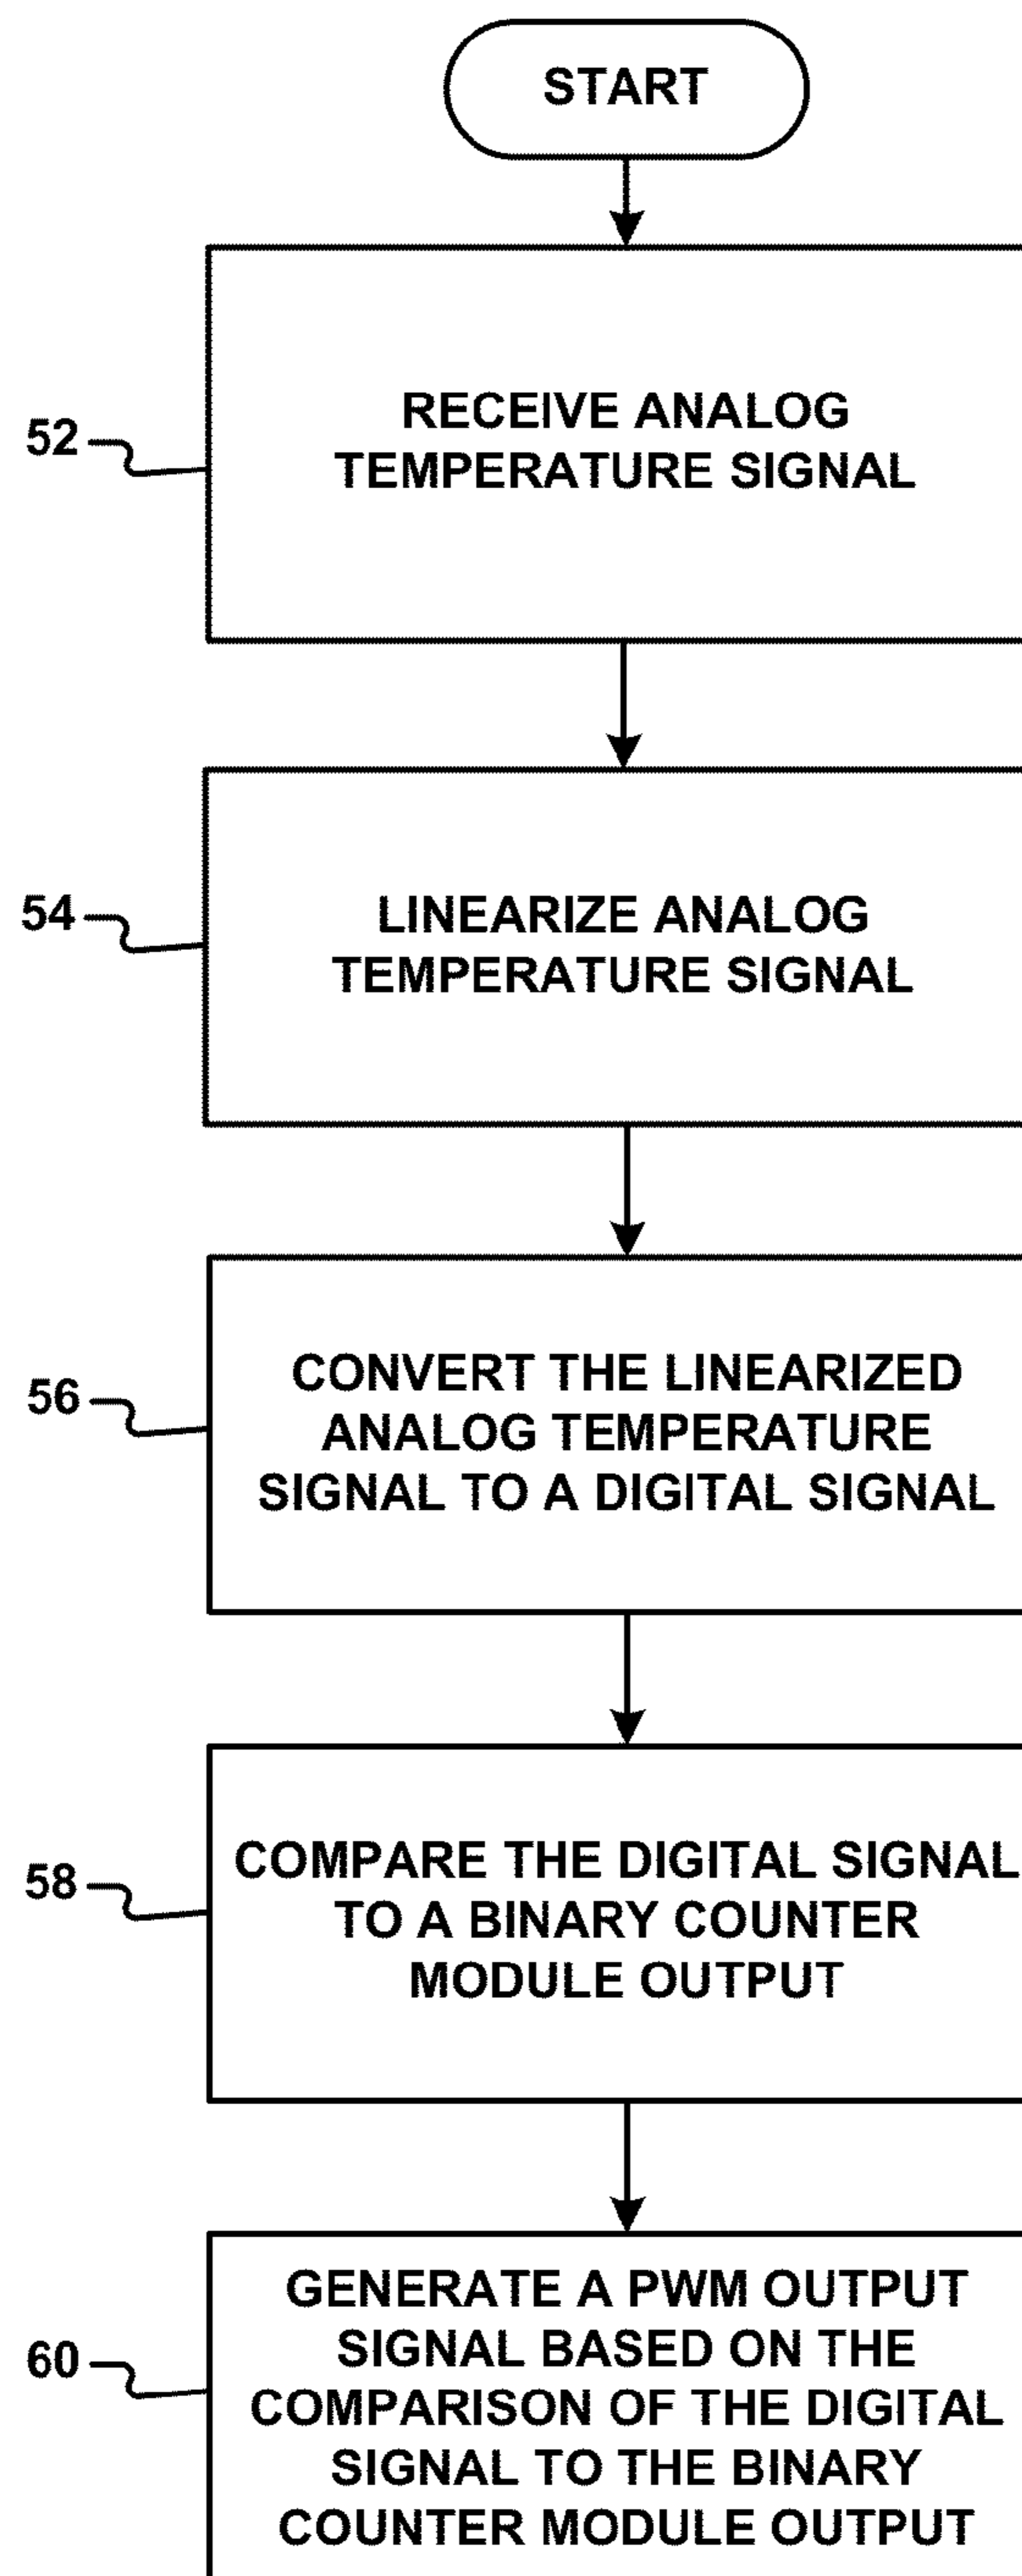 START
52
RECEIVE ANALOG
TEMPERATURE SIGNAL
54
LINEARIZE ANALOG
TEMPERATURE SIGNAL
56
CONVERT THE LINEARIZED
ANALOG TEMPERATURE
SIGNAL TO A DIGITAL SIGNAL
58
COMPARE THE DIGITAL SIGNAL
TO A BINARY COUNTER
MODULE OUTPUT
60
GENERATE A PWM OUTPUT
SIGNAL BASED ON THE
COMPARISON OF THE DIGITAL
SIGNAL TO THE BINARY
COUNTER MODULE OUTPUT